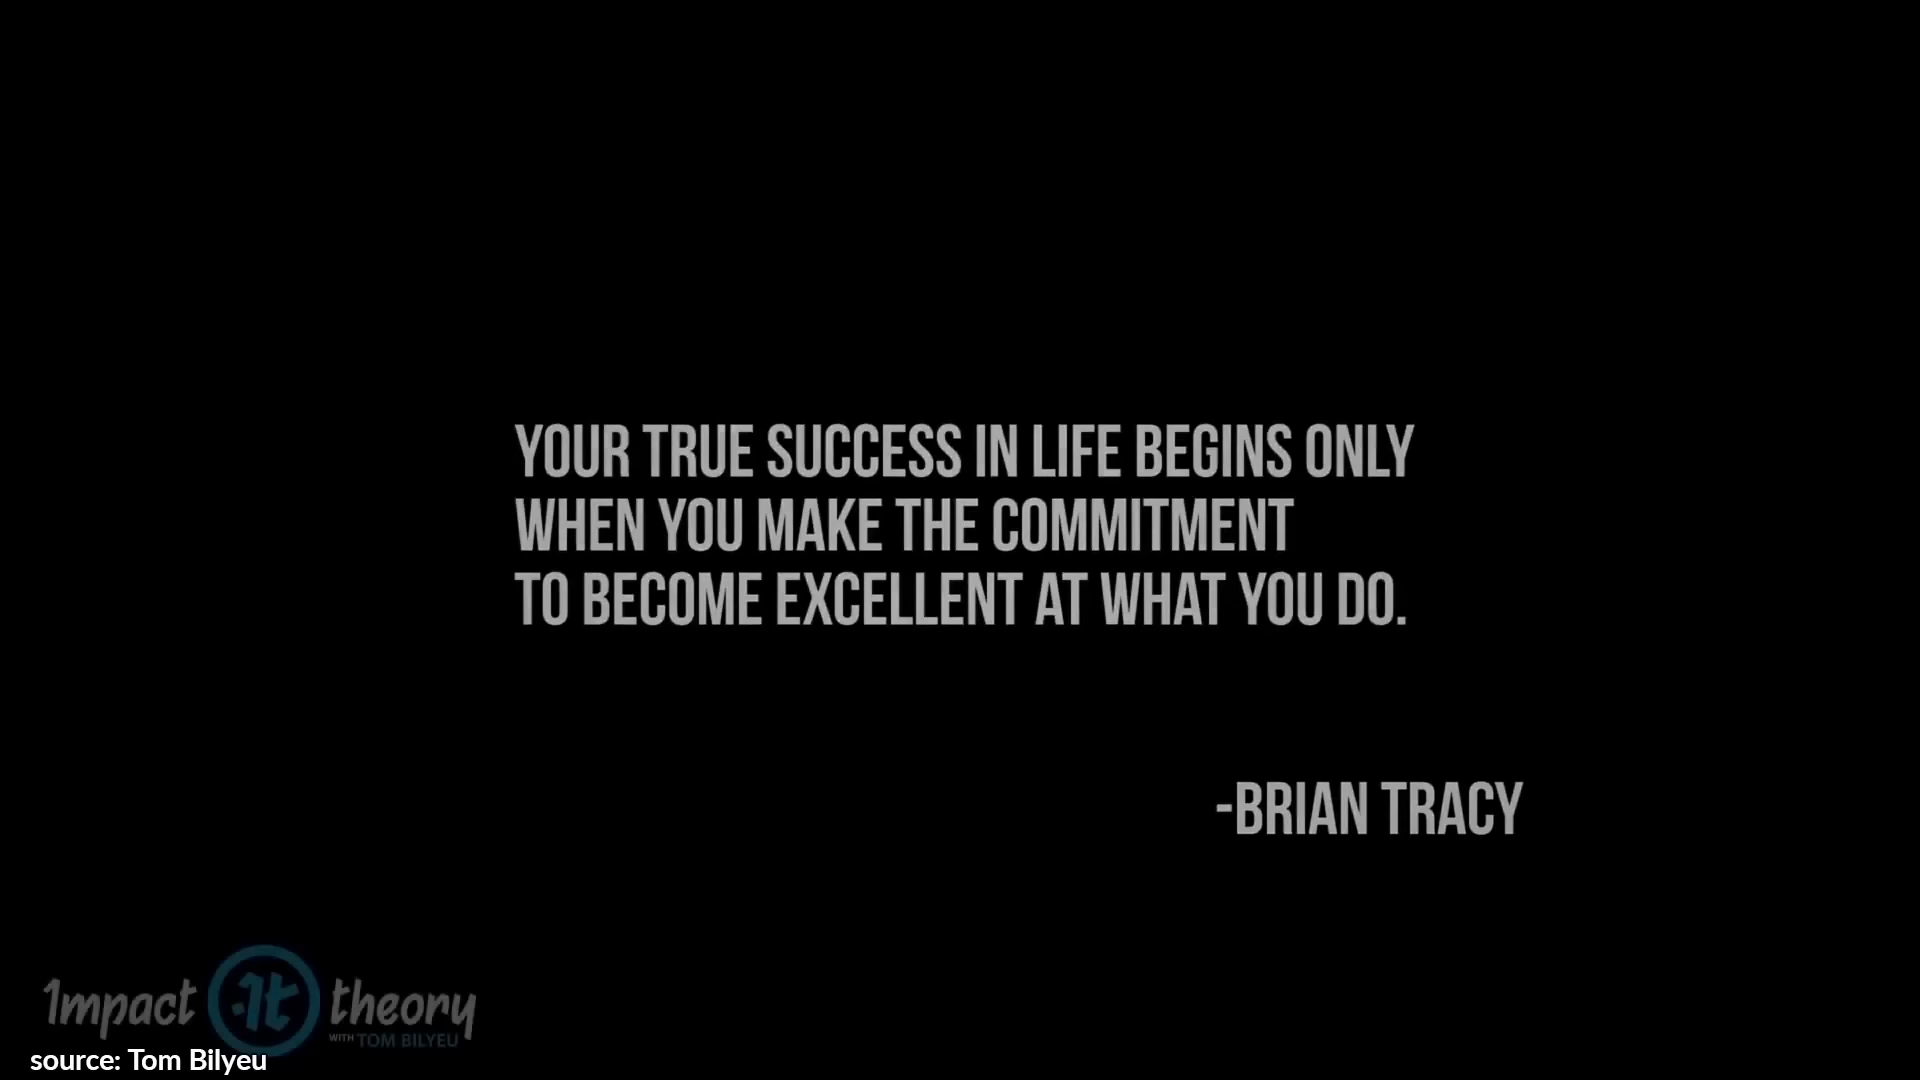 YOUR TRUE SUCCESS IN LIFE BEGINS ONLY
WHEN YOU MAKE THE COMMITMENT
TO BECOME EXCELLENT AT WHAT YOU DO.
-BRIAN TRACY
Impact It theory
WITH TOM BILYEU
source: Tom Bilyeu